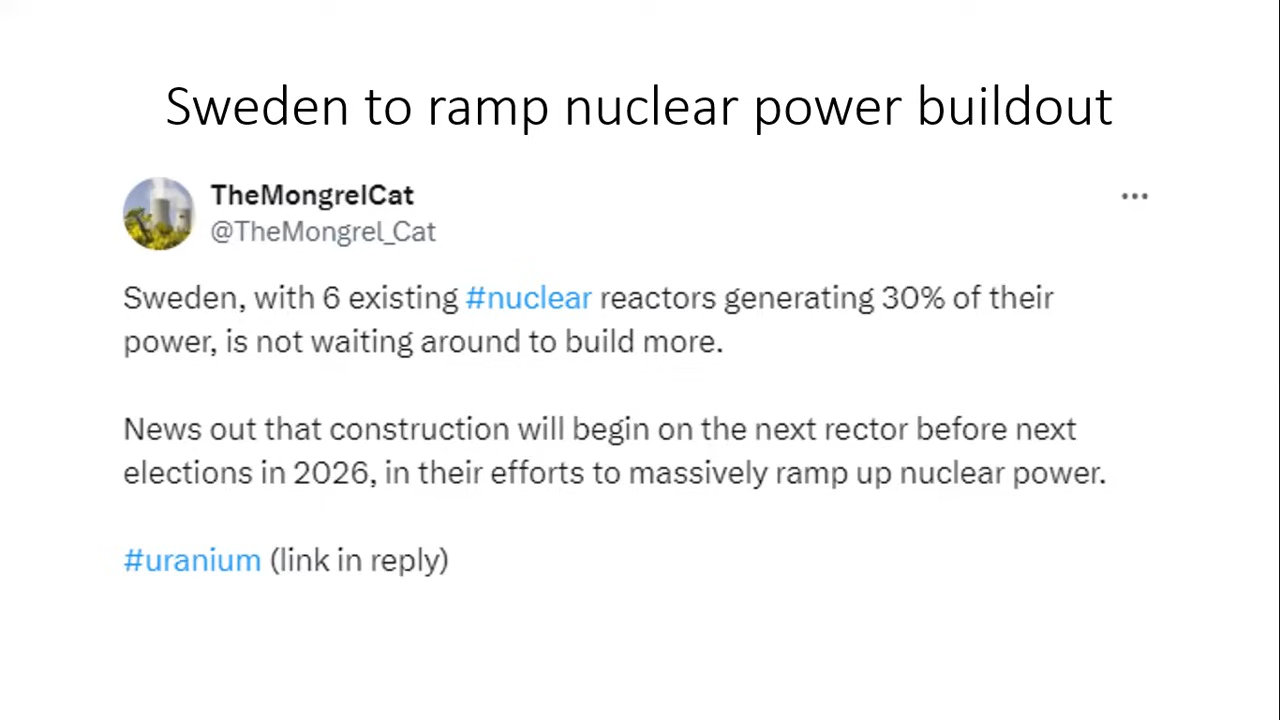 Sweden to ramp nuclear power buildout
TheMongrelCat
@TheMongrel_Cat
Sweden, with 6 existing #nuclear reactors generating 30% of their
power, is not waiting around to build more.
News out that construction will begin on the next rector before next
elections in 2026, in their efforts to massively ramp up nuclear power.
#uranium (link in reply)